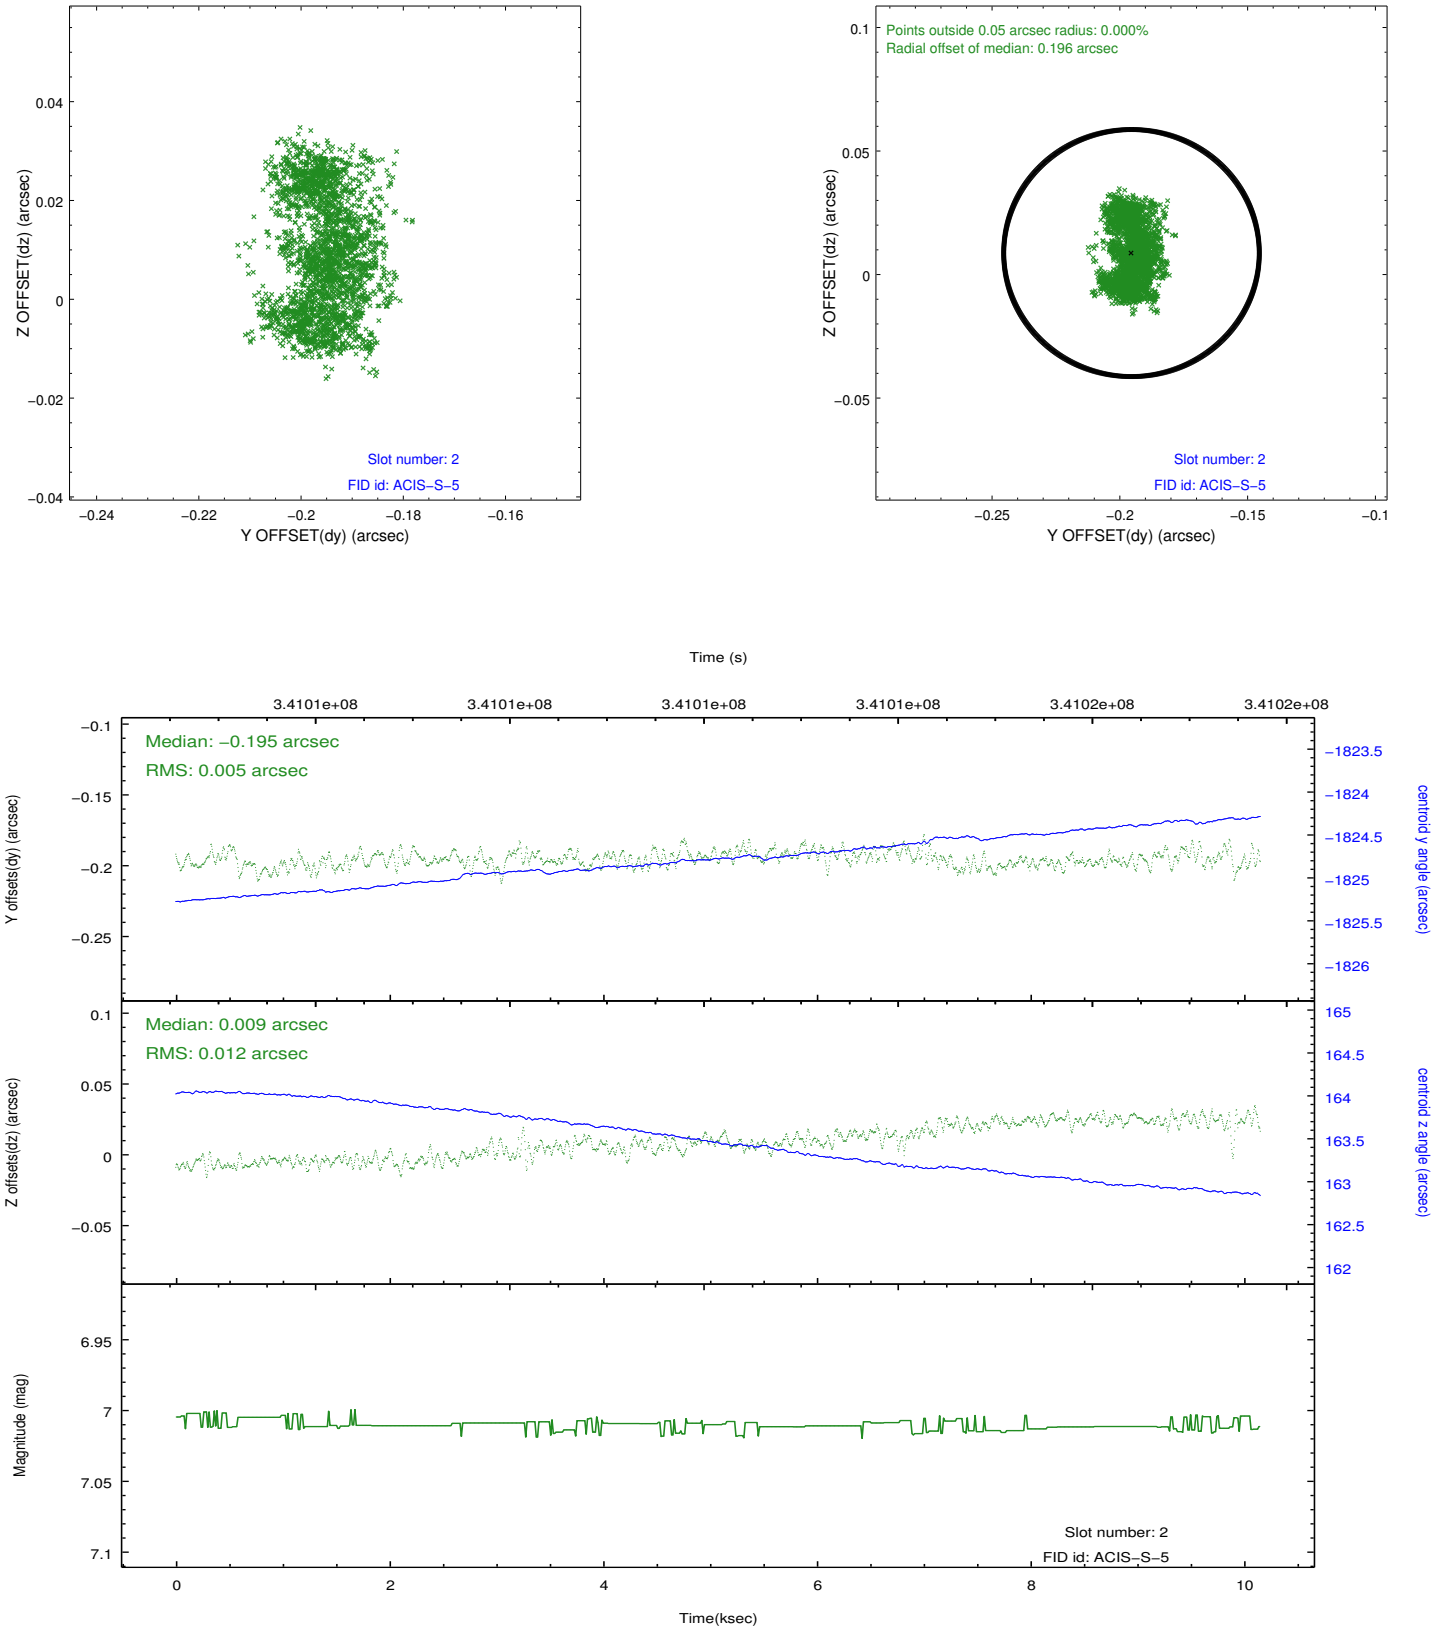 0.04
0.02
0
−0.02
−0.04
Z OFFSET(dz) (arcsec)
Slot number: 2
FID id: ACIS−S−5
−0.24
−0.22
−0.2
−0.18
−0.16
Y OFFSET(dy) (arcsec)
Points outside 0.05 arcsec radius: 0.000%
Radial offset of median: 0.196 arcsec
0.1
0.05
0
−0.05
Z OFFSET(dz) (arcsec)
Slot number: 2
FID id: ACIS−S−5
−0.25
−0.2
−0.15
−0.1
Y OFFSET(dy) (arcsec)
Time (s)
3.4101e+08
3.4101e+08
3.4101e+08
3.4101e+08
3.4102e+08
3.4102e+08
Median: −0.195 arcsec
RMS: 0.005 arcsec
−0.1
−0.15
−0.2
−0.25
Y offsets(dy) (arcsec)
−1823.5
−1824
−1824.5
−1825
−1825.5
−1826
centroid y angle (arcsec)
Median: 0.009 arcsec
RMS: 0.012 arcsec
0.1
0.05
0
−0.05
Z offsets(dz) (arcsec)
165
164.5
164
163.5
163
162.5
162
centroid z angle (arcsec)
6.95
7
7.05
7.1
Magnitude (mag)
Slot number: 2
FID id: ACIS−S−5
0
2
4
6
8
10
Time(ksec)